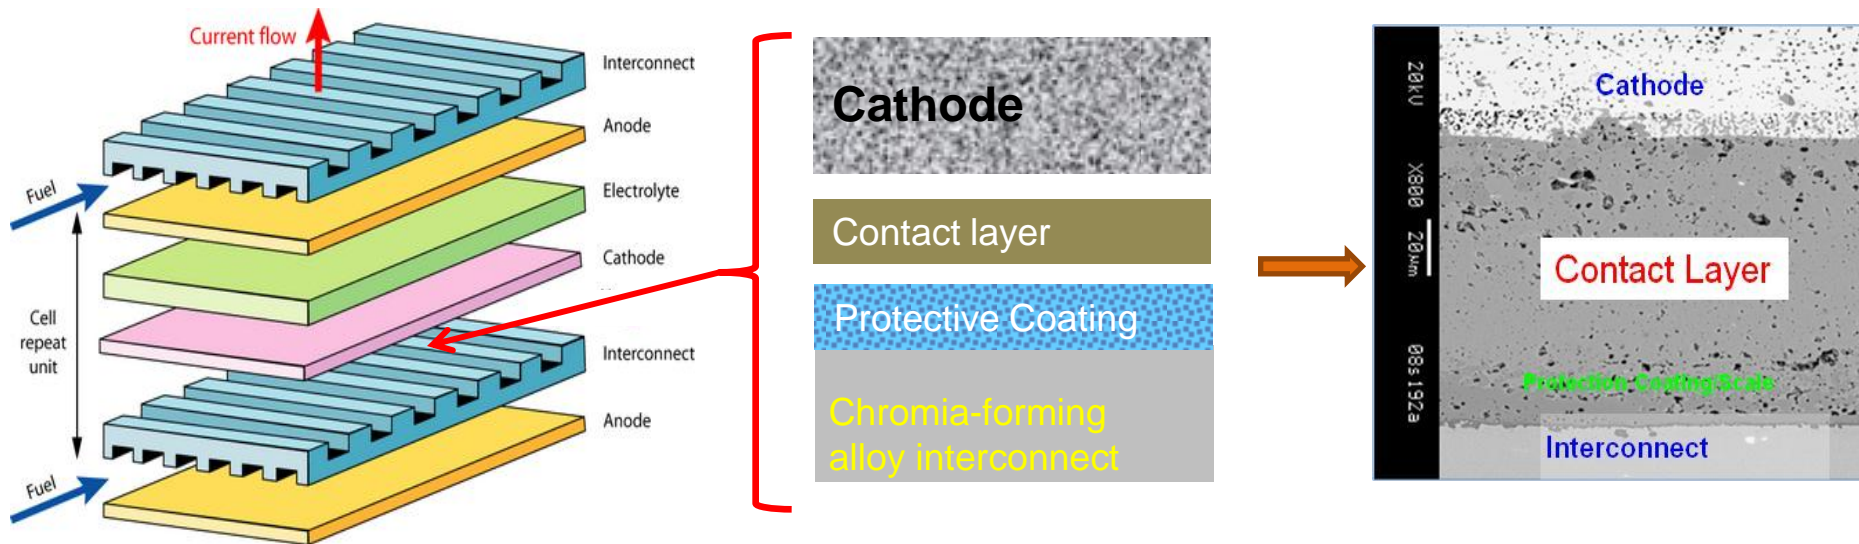 Current flow
Interconnect
Anode
Fuel
Electrolyte
Cathode
Cell
repeat
unit
Interconnect
Anode
Fuel
Cathode
Contact layer
Protective Coating
Chromia-forming
alloy interconnect
20kV
X800
20µm
08s192a
Cathode
Contact Layer
Protection Coating/Scale
Interconnect